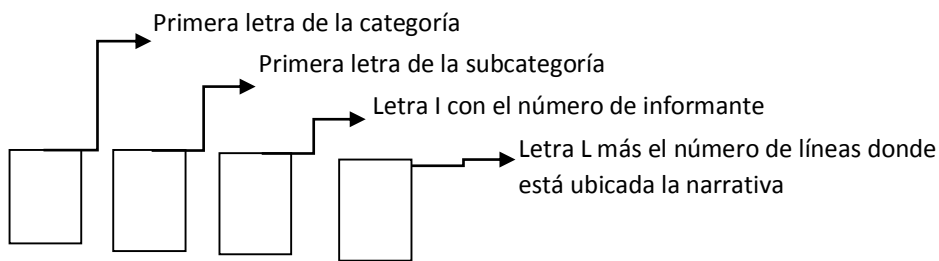 Primera letra de la categoría
Primera letra de la subcategoría
Letra I con el número de informante
Letra L más el número de líneas donde
está ubicada la narrativa